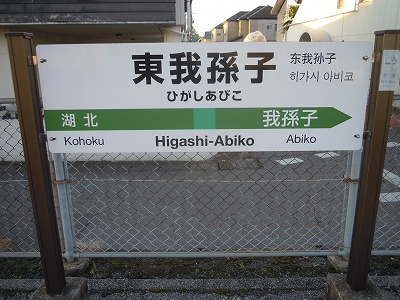 東我孫子
东我孙子
히가시 아비코
ひがしあびこ
湖北
我孫子
Kohoku
Higashi-Abiko
Abiko